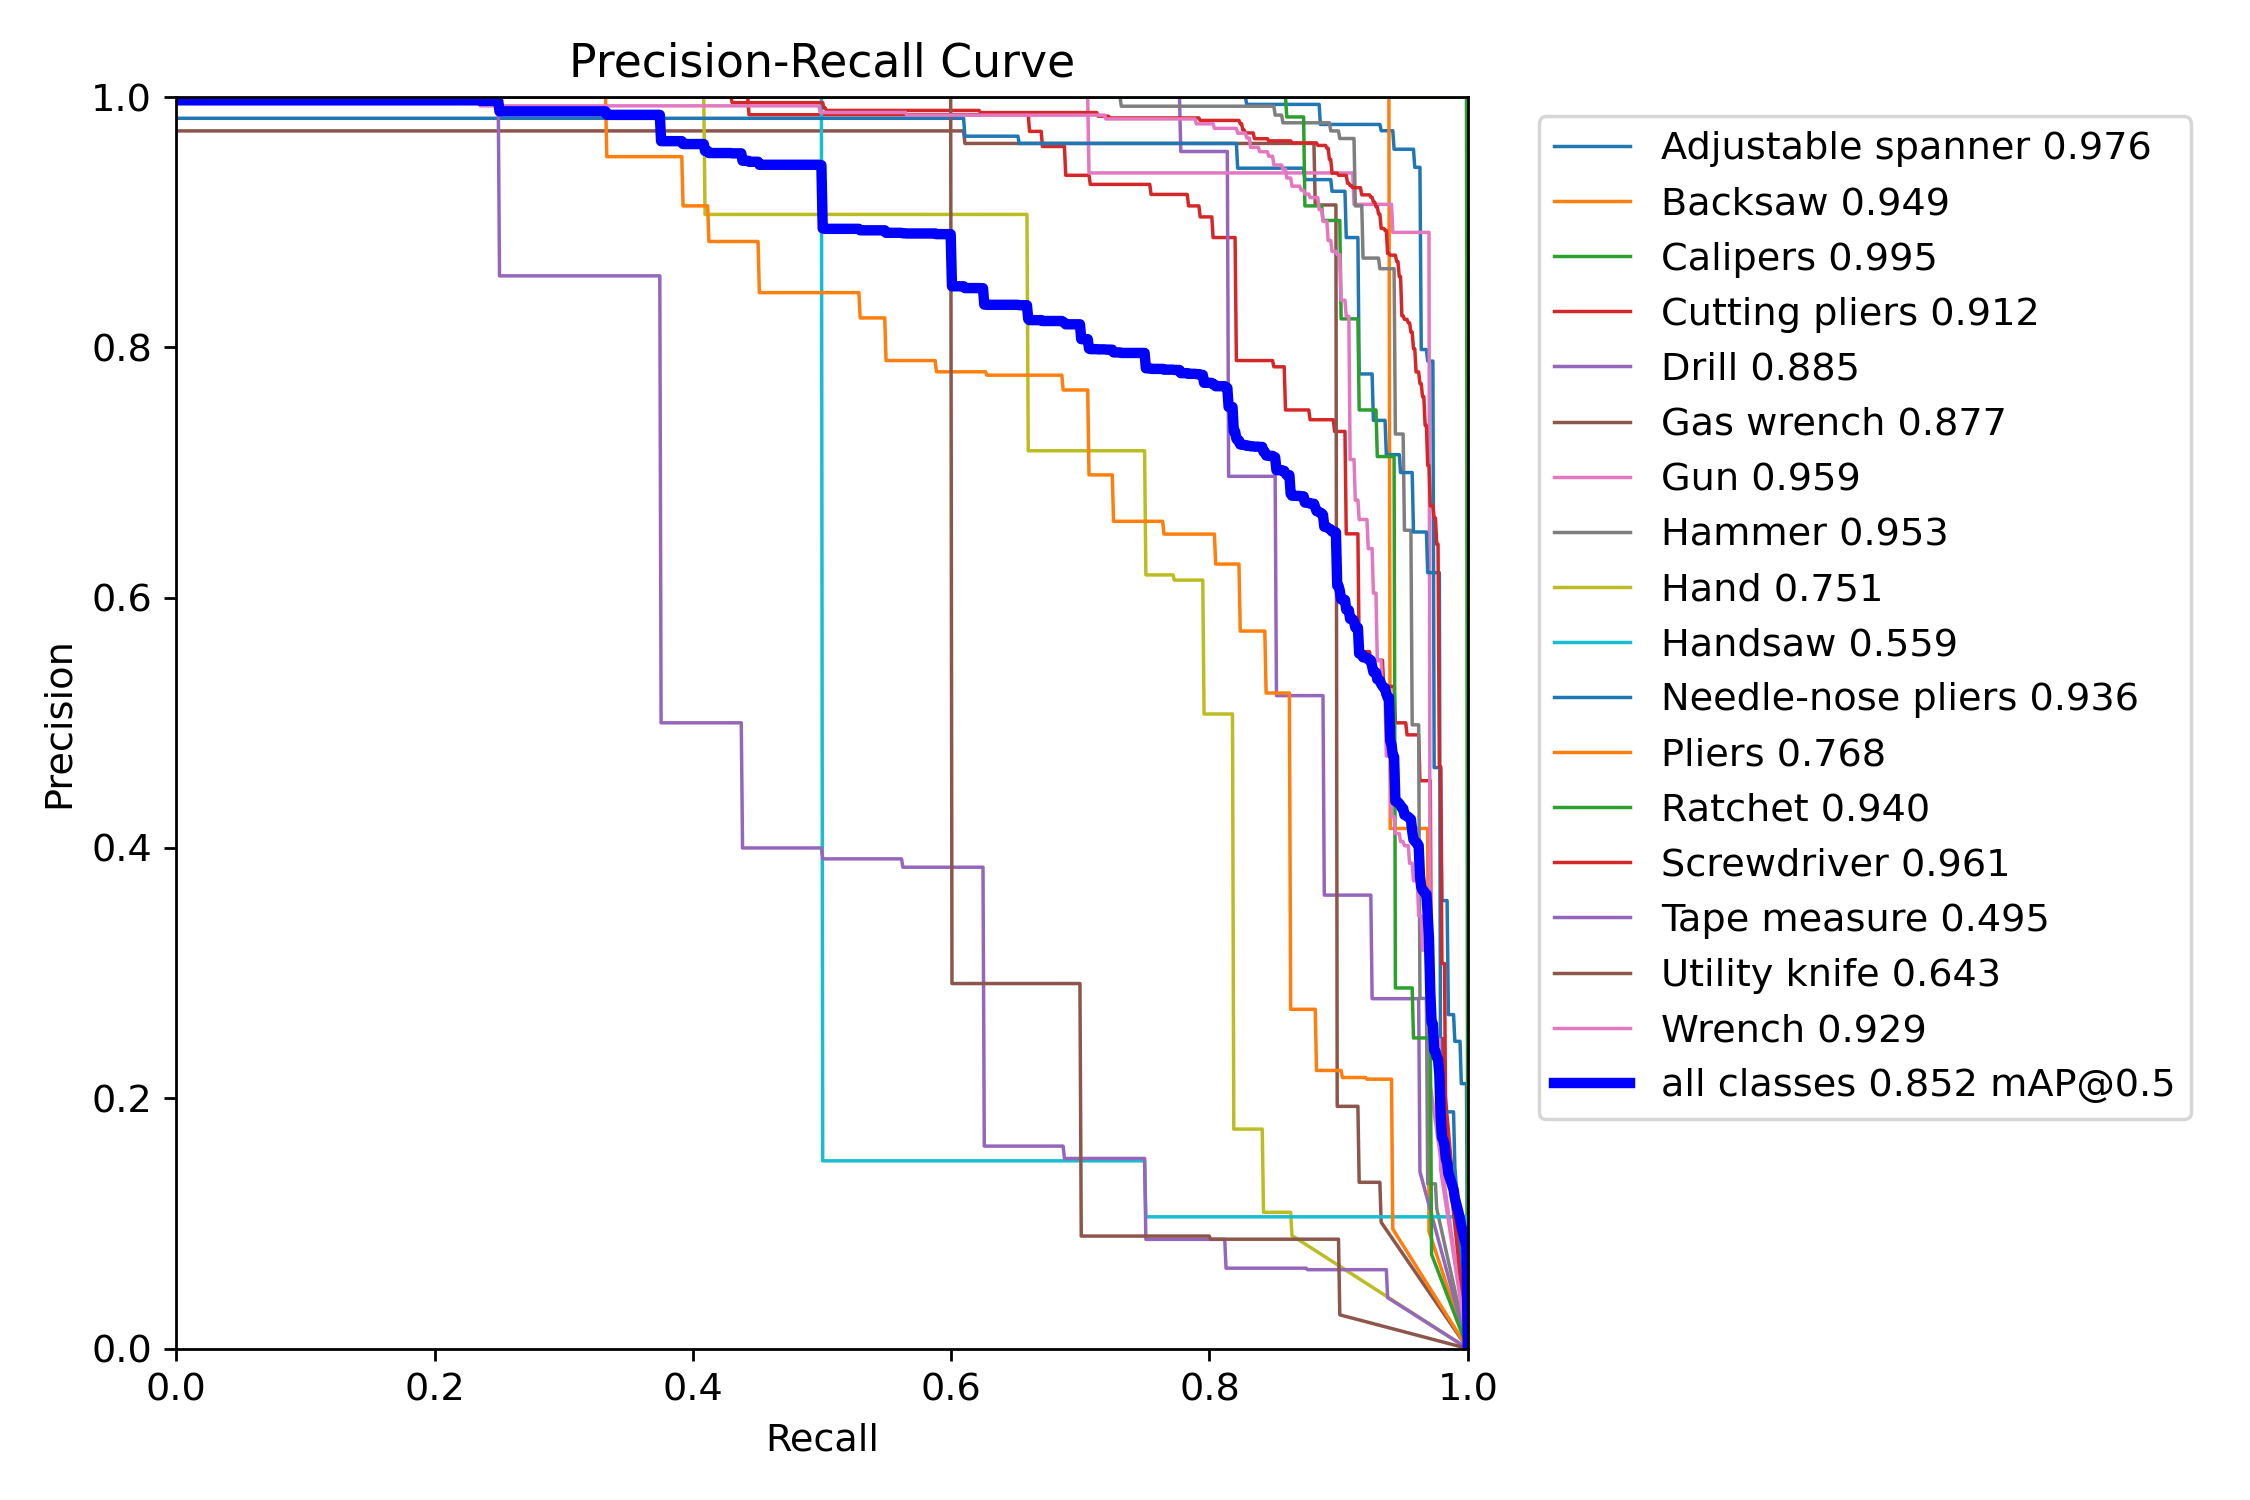 Precision-Recall Curve
1.0
0.8
0.6
0.4
0.2
0.0
Precision
0.0 0.2 0.4 0.6 0.8 1.0
Recall
Adjustable spanner 0.976
Backsaw 0.949
Calipers 0.995
Cutting pliers 0.912
Drill 0.885
Gas wrench 0.877
Gun 0.959
Hammer 0.953
Hand 0.751
Handsaw 0.559
Needle-nose pliers 0.936
Pliers 0.768
Ratchet 0.940
Screwdriver 0.961
Tape measure 0.495
Utility knife 0.643
Wrench 0.929
all classes 0.852 mAP@0.5